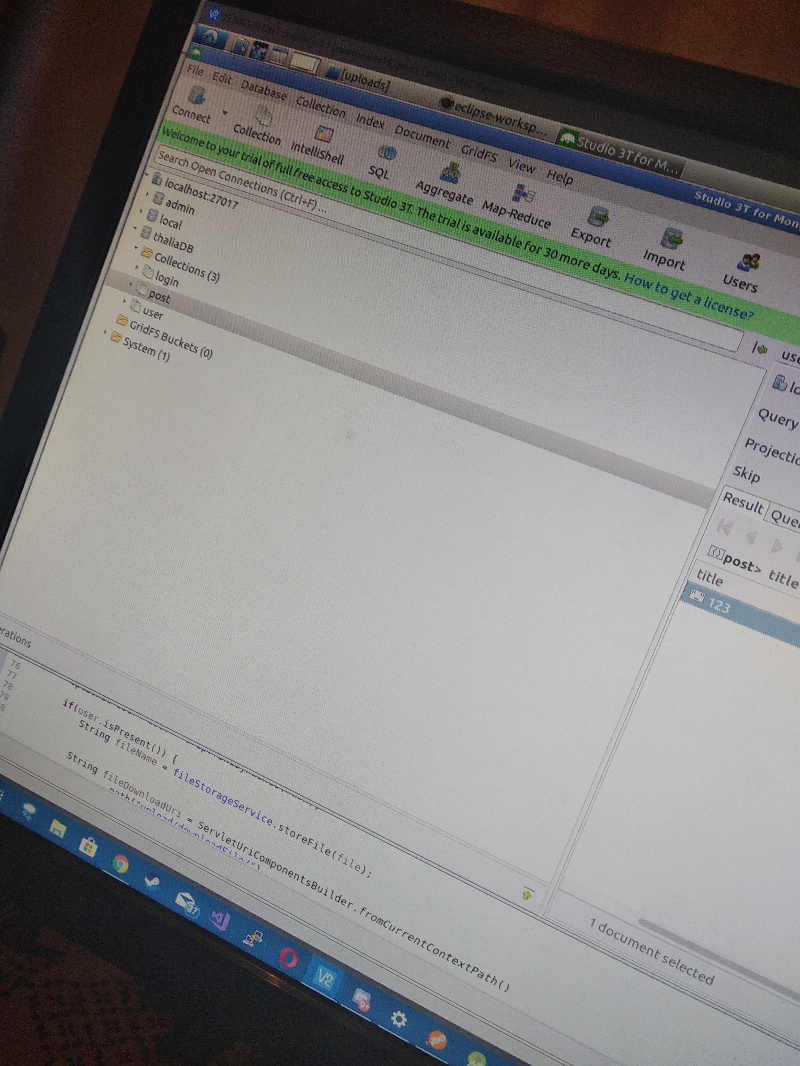 [uploads]
eclipse-worksp...
Studio 3T for M...
Studio 3T for Mon
File Edit Database Collection Index Document GridFS View Help
Connect
Collection
IntelliShell
SQL
Aggregate
Map-Reduce
Export
Import
Users
Welcome to your trial of full free access to Studio 3T. The trial is available for 30 more days. How to get a license?
Search Open Connections (Ctrl+F) ...
localhost:27017
admin
local
thaliaDB
Collections (3)
login
post
user
GridFS Buckets (0)
System (1)
use
lo
Query
Projectio
Skip
Result
Que
post> title
title
123
1 document selected
erations
76
77
78
79
if(user.isPresent()) {
String fileName = fileStorageService.storeFile(file);
String fileDownloadUri = ServletUriComponentsBuilder.fromCurrentContextPath()